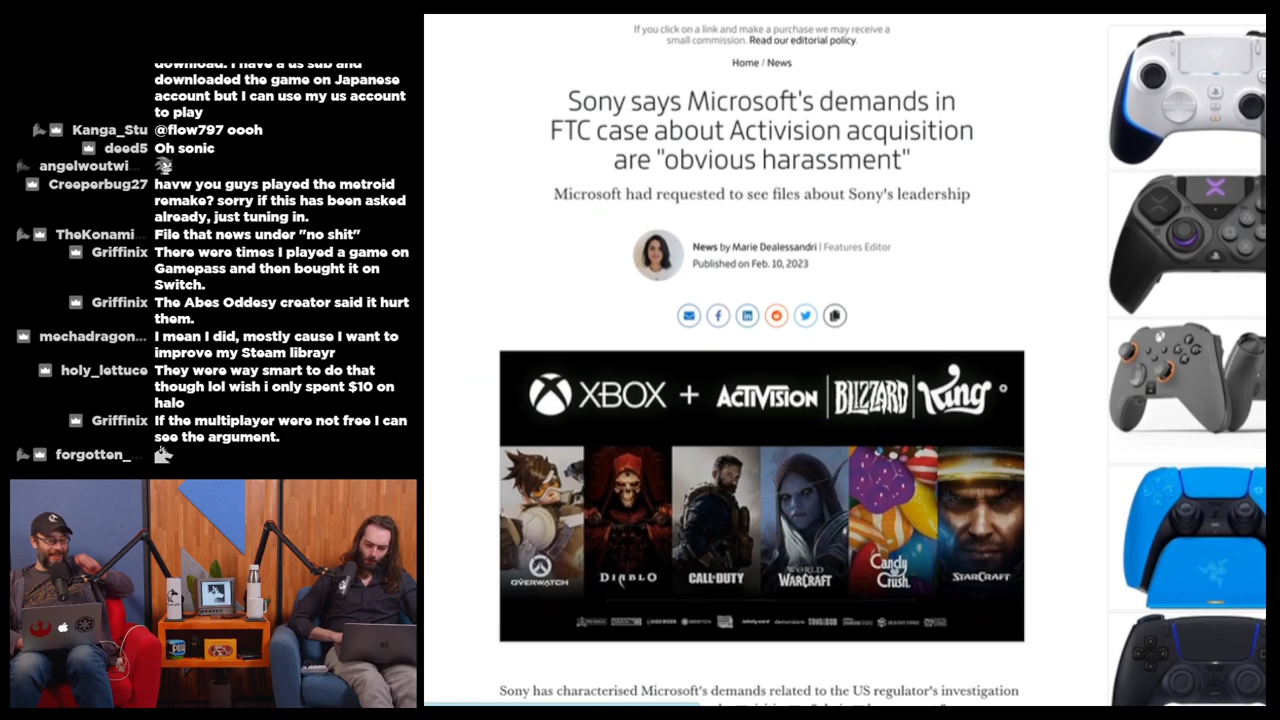 download. I have a us sub and
downloaded the game on Japanese
account but I can use my us account
to play
Kanga_Stu @flow797 oooh
deed5 Oh sonic
angelwoutwi...
Creeperbug27 havw you guys played the metroid
remake? sorry if this has been asked
already, just tuning in.
TheKonami... File that news under "no shit"
Griffinix There were times I played a game on
Gamepass and then bought it on
Switch.
Griffinix The Abes Oddesy creator said it hurt
them.
mechadragon... I mean I did, mostly cause I want to
improve my Steam librayr
holy_lettuce They were way smart to do that
though lol wish i only spent $10 on
halo
Griffinix If the multiplayer were not free I can
see the argument.
forgotten_...
If you click on a link and make a purchase we may receive a
small commission. Read our editorial policy.
Home / News
Sony says Microsoft's demands in
FTC case about Activision acquisition
are "obvious harassment"
Microsoft had requested to see files about Sony's leadership
News by Marie Dealessandri | Features Editor
Published on Feb. 10, 2023
XBOX + ACTIVISION | BLIZZARD | King
OVERWATCH
DIABLO
CALL OF DUTY
WORLD
WARCRAFT
Candy
Crush
STARCRAFT
Sony has characterised Microsoft's demands related to the US regulator's investigation